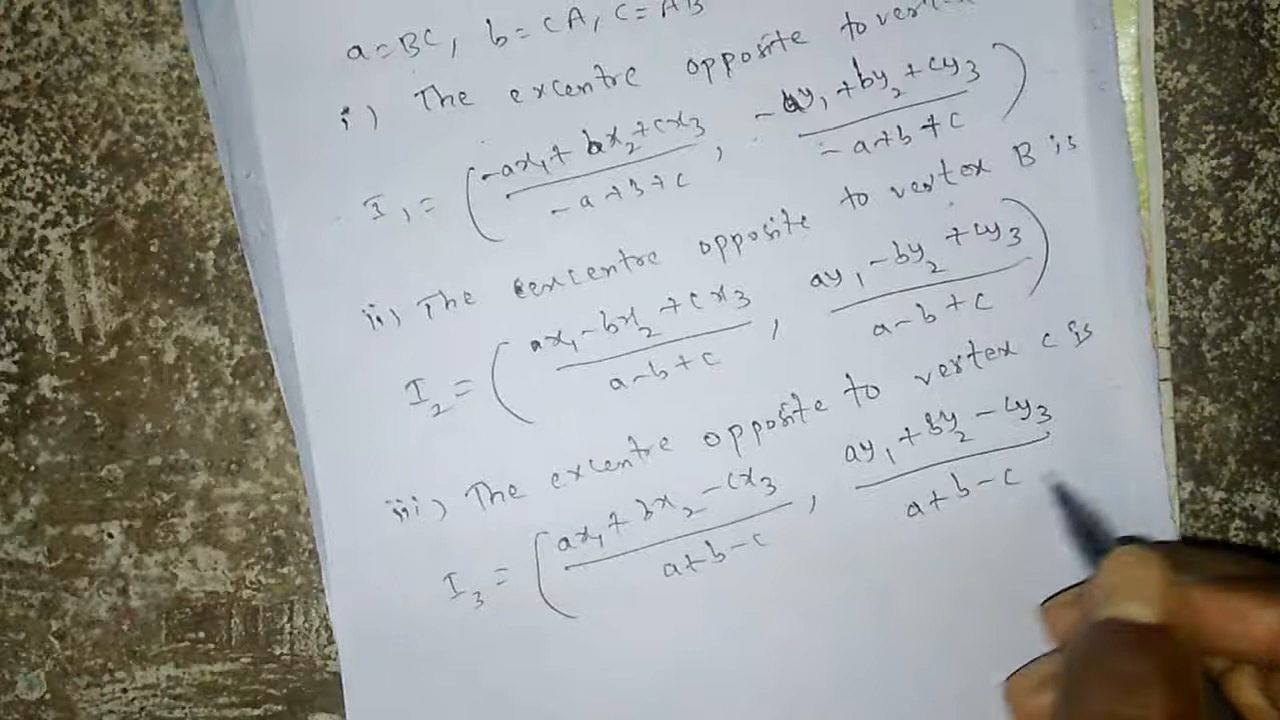 a=BC, b=CA, C=AB
i) The excentre opposite to
I₁ = ( -ax₁ + bx₂ + cx₃ / -a+b+c , -ay₁ + by₂ + cy₃ / -a+b+c )
ii) The excentre opposite to vertex B is
I₂ = ( ax₁ - bx₂ + cx₃ / a-b+c , ay₁ - by₂ + cy₃ / a-b+c )
iii) The excentre opposite to vertex C is
I₃ = ( ax₁ + bx₂ - cx₃ / a+b-c , ay₁ + by₂ - cy₃ / a+b-c